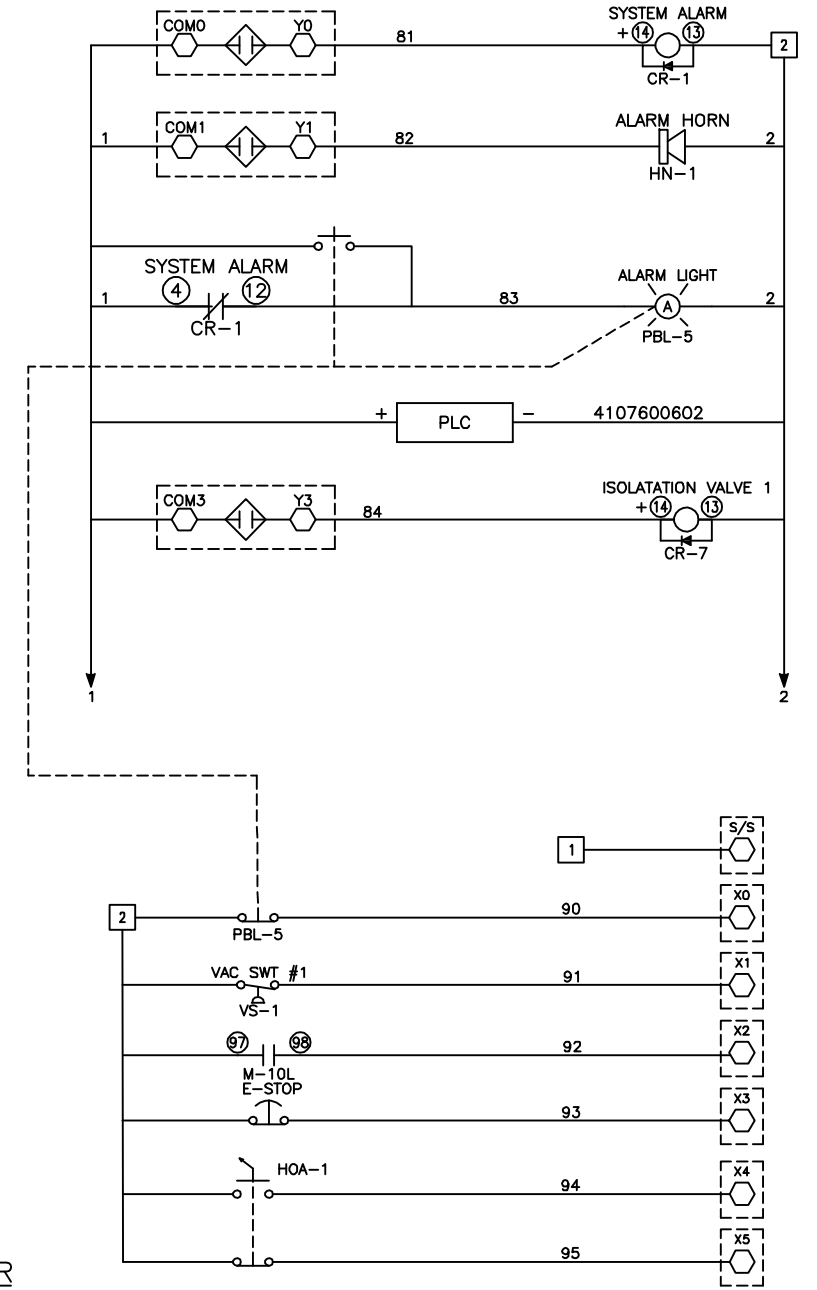 SYSTEM ALARM
COM0 Y0 81 + 14 13 2
CR-1
ALARM HORN
COM1 Y1
1 82 2
HN-1
SYSTEM ALARM
ALARM LIGHT
4 12
1 83 A 2
CR-1
PBL-5
+ PLC - 4107600602
ISOLATATION VALVE 1
COM3 Y3 84 + 14 13
CR-7
1 2
S/S
1
X0
2 90
PBL-5
X1
VAC SWT #1 91
VS-1
X2
97 98 92
M-10L
E-STOP
X3
93
X4
HOA-1
94
X5
95
R